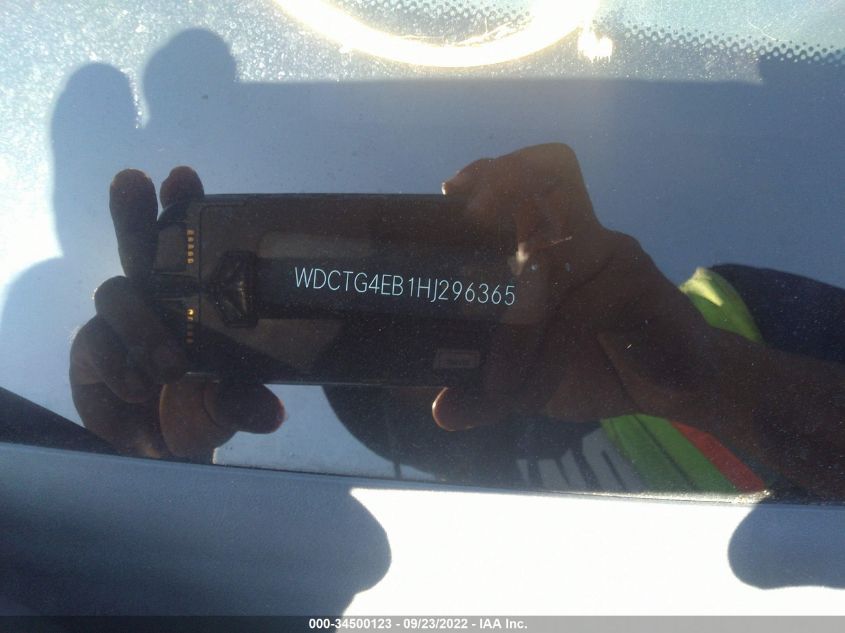 WDCTG4EB1HJ296365
000-34500123 - 09/23/2022 - IAA Inc.